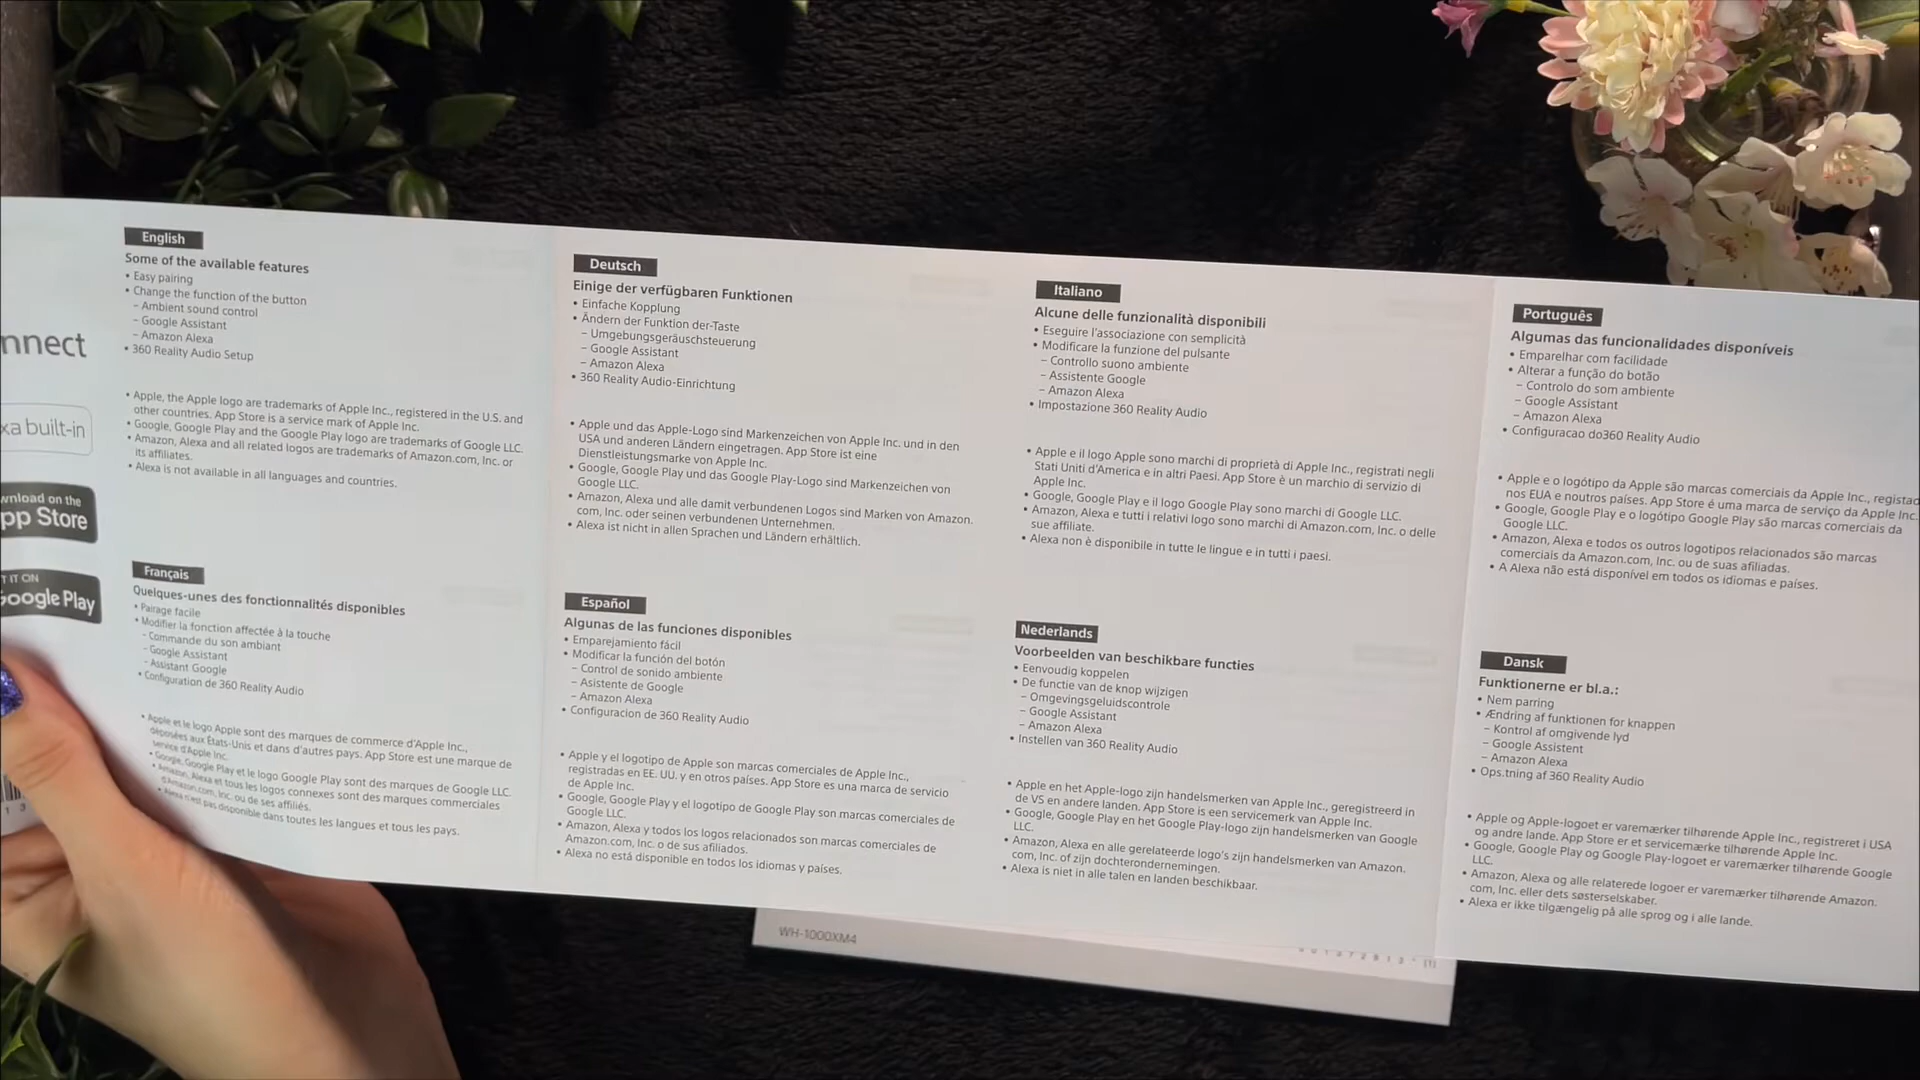 nnect
xa built-in
wnload on the
pp Store
T IT ON
Google Play
English
Some of the available features
• Easy pairing
• Change the function of the button
– Ambient sound control
– Google Assistant
– Amazon Alexa
• 360 Reality Audio Setup
• Apple, the Apple logo are trademarks of Apple Inc., registered in the U.S. and
other countries. App Store is a service mark of Apple Inc.
• Google, Google Play and the Google Play logo are trademarks of Google LLC.
• Amazon, Alexa and all related logos are trademarks of Amazon.com, Inc. or
its affiliates.
• Alexa is not available in all languages and countries.
Français
Quelques-unes des fonctionnalités disponibles
• Pairage facile
• Modifier la fonction affectée à la touche
– Commande du son ambiant
– Google Assistant
– Assistant Google
• Configuration de 360 Reality Audio
• Apple et le logo Apple sont des marques de commerce d'Apple Inc.,
déposées aux États-Unis et dans d'autres pays. App Store est une marque de
service d'Apple Inc.
• Google, Google Play et le logo Google Play sont des marques de Google LLC.
• Amazon, Alexa et tous les logos connexes sont des marques commerciales
d'Amazon.com, Inc. ou de ses affiliés.
• Alexa n'est pas disponible dans toutes les langues et tous les pays.
Deutsch
Einige der verfügbaren Funktionen
• Einfache Kopplung
• Ändern der Funktion der-Taste
– Umgebungsgeräuschsteuerung
– Google Assistant
– Amazon Alexa
• 360 Reality Audio-Einrichtung
• Apple und das Apple-Logo sind Markenzeichen von Apple Inc. und in den
USA und anderen Ländern eingetragen. App Store ist eine
Dienstleistungsmarke von Apple Inc.
• Google, Google Play und das Google Play-Logo sind Markenzeichen von
Google LLC.
• Amazon, Alexa und alle damit verbundenen Logos sind Marken von Amazon.
com, Inc. oder seinen verbundenen Unternehmen.
• Alexa ist nicht in allen Sprachen und Ländern erhältlich.
Español
Algunas de las funciones disponibles
• Emparejamiento fácil
• Modificar la función del botón
– Control de sonido ambiente
– Asistente de Google
– Amazon Alexa
• Configuracion de 360 Reality Audio
• Apple y el logotipo de Apple son marcas comerciales de Apple Inc.,
registradas en EE. UU. y en otros países. App Store es una marca de servicio
de Apple Inc.
• Google, Google Play y el logotipo de Google Play son marcas comerciales de
Google LLC.
• Amazon, Alexa y todos los logos relacionados son marcas comerciales de
Amazon.com, Inc. o de sus afiliados.
• Alexa no está disponible en todos los idiomas y países.
Italiano
Alcune delle funzionalità disponibili
• Eseguire l'associazione con semplicità
• Modificare la funzione del pulsante
– Controllo suono ambiente
– Assistente Google
– Amazon Alexa
• Impostazione 360 Reality Audio
• Apple e il logo Apple sono marchi di proprietà di Apple Inc., registrati negli
Stati Uniti d'America e in altri Paesi. App Store è un marchio di servizio di
Apple Inc.
• Google, Google Play e il logo Google Play sono marchi di Google LLC.
• Amazon, Alexa e tutti i relativi logo sono marchi di Amazon.com, Inc. o delle
sue affiliate.
• Alexa non è disponibile in tutte le lingue e in tutti i paesi.
Nederlands
Voorbeelden van beschikbare functies
• Eenvoudig koppelen
• De functie van de knop wijzigen
– Omgevingsgeluidscontrole
– Google Assistant
– Amazon Alexa
• Instellen van 360 Reality Audio
• Apple en het Apple-logo zijn handelsmerken van Apple Inc., geregistreerd in
de VS en andere landen. App Store is een servicemerk van Apple Inc.
• Google, Google Play en het Google Play-logo zijn handelsmerken van Google
LLC.
• Amazon, Alexa en alle gerelateerde logo's zijn handelsmerken van Amazon.
com, Inc. of zijn dochterondernemingen.
• Alexa is niet in alle talen en landen beschikbaar.
Português
Algumas das funcionalidades disponíveis
• Emparelhar com facilidade
• Alterar a função do botão
– Controlo do som ambiente
– Google Assistant
– Amazon Alexa
• Configuracao do360 Reality Audio
• Apple e o logótipo da Apple são marcas comerciais da Apple Inc., registad
nos EUA e noutros países. App Store é uma marca de serviço da Apple Inc.
• Google, Google Play e o logótipo Google Play são marcas comerciais da
Google LLC.
• Amazon, Alexa e todos os outros logotipos relacionados são marcas
comerciais da Amazon.com, Inc. ou de suas afiliadas.
• A Alexa não está disponível em todos os idiomas e países.
Dansk
Funktionerne er bl.a.:
• Nem parring
• Ændring af funktionen for knappen
– Kontrol af omgivende lyd
– Google Assistent
– Amazon Alexa
• Ops.tning af 360 Reality Audio
• Apple og Apple-logoet er varemærker tilhørende Apple Inc., registreret i USA
og andre lande. App Store er et servicemærke tilhørende Apple Inc.
• Google, Google Play og Google Play-logoet er varemærker tilhørende Google
LLC.
• Amazon, Alexa og alle relaterede logoer er varemærker tilhørende Amazon.
com, Inc. eller dets søsterselskaber.
• Alexa er ikke tilgængelig på alle sprog og i alle lande.
WH-1000XM4